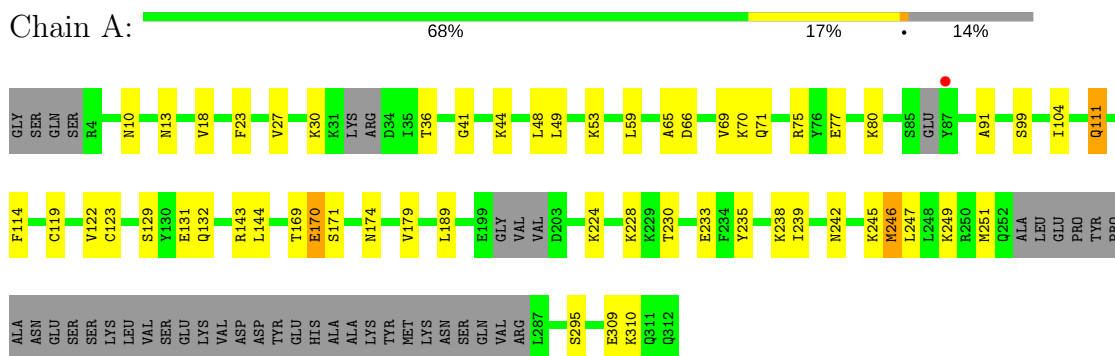 Chain A:
68% 17% • 14%
GLY SER GLN SER R4 N10 N13 V18 F23 V27 K30 K31 LYS ARG D34 I35 T36 G41 K44 L48 L49 K53 L59 A65 D66 V69 K70 Q71 R75 Y76 E77 K80 S85 GLU Y87 A91 S99 I104 Q111
F114 C119 V122 C123 S129 Y130 E131 Q132 R143 L144 T169 E170 S171 N174 V179 L189 E199 GLY VAL VAL D203 K224 K228 K229 T230 E233 F234 Y235 K238 I239 N242 K245 M246 L247 L248 K249 R250 M251 Q252 ALA LEU GLU PRO TYR PRO
ALA ASN GLU SER SER LYS LEU VAL SER GLU LYS VAL ASP ASP TYR GLU HIS ALA ALA LYS TYR MET LYS ASN SER GLN VAL ARG L287 S295 E309 K310 Q311 Q312